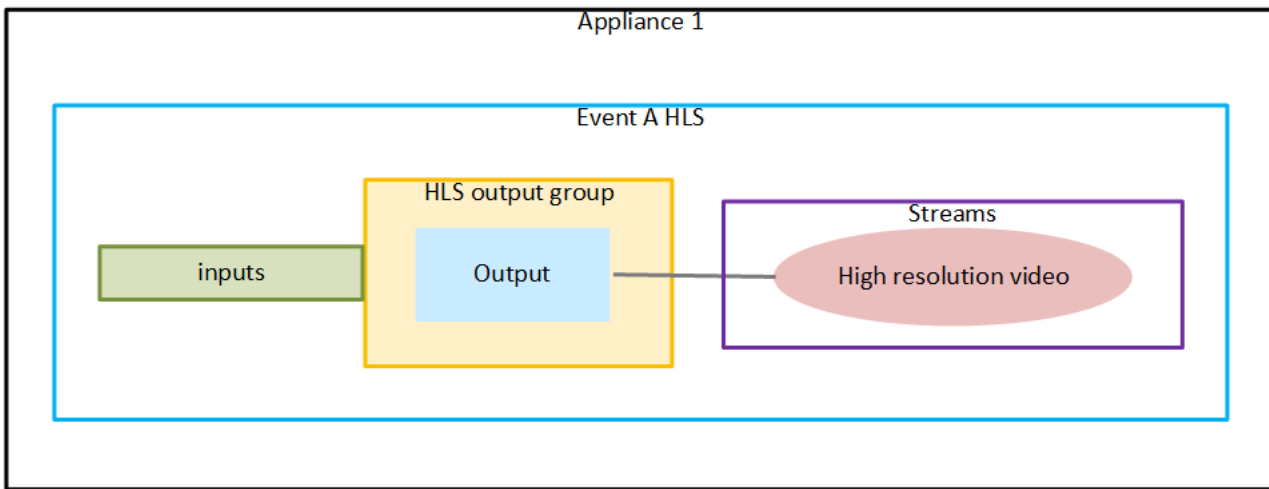 Appliance 1
Event A HLS
HLS output group
Streams
inputs
Output
High resolution video